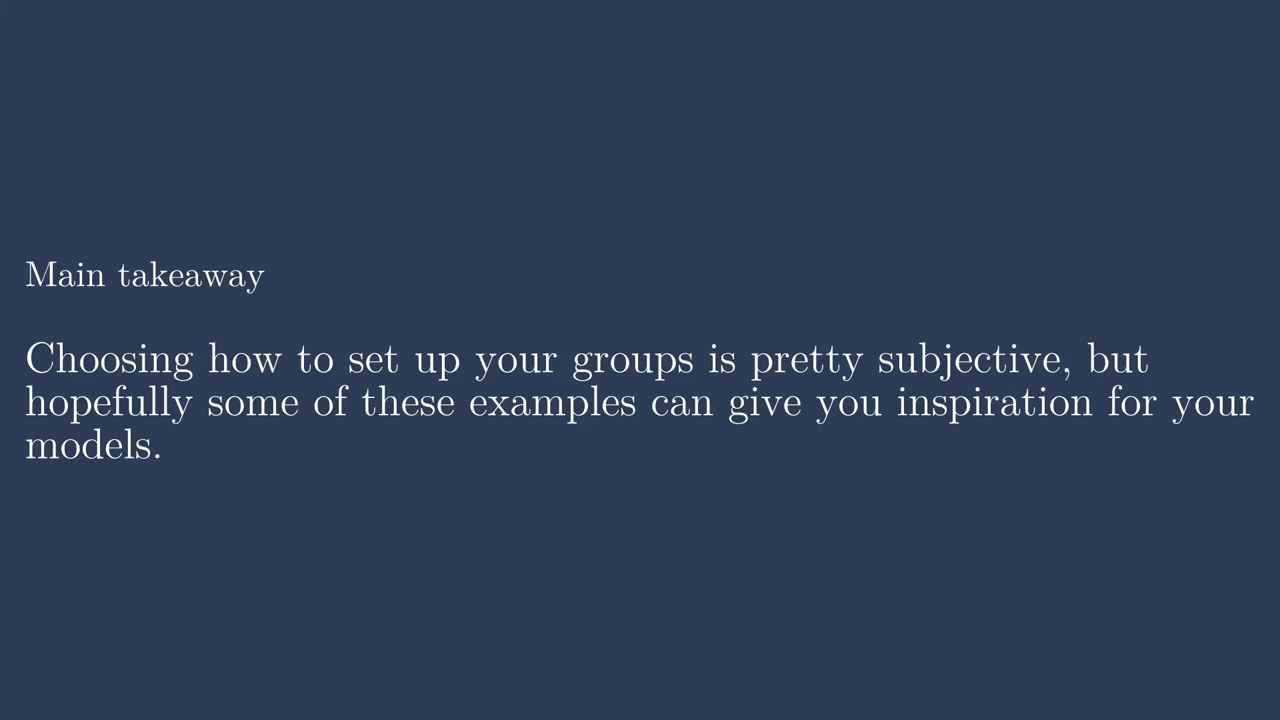 Main takeaway
Choosing how to set up your groups is pretty subjective, but
hopefully some of these examples can give you inspiration for your
models.